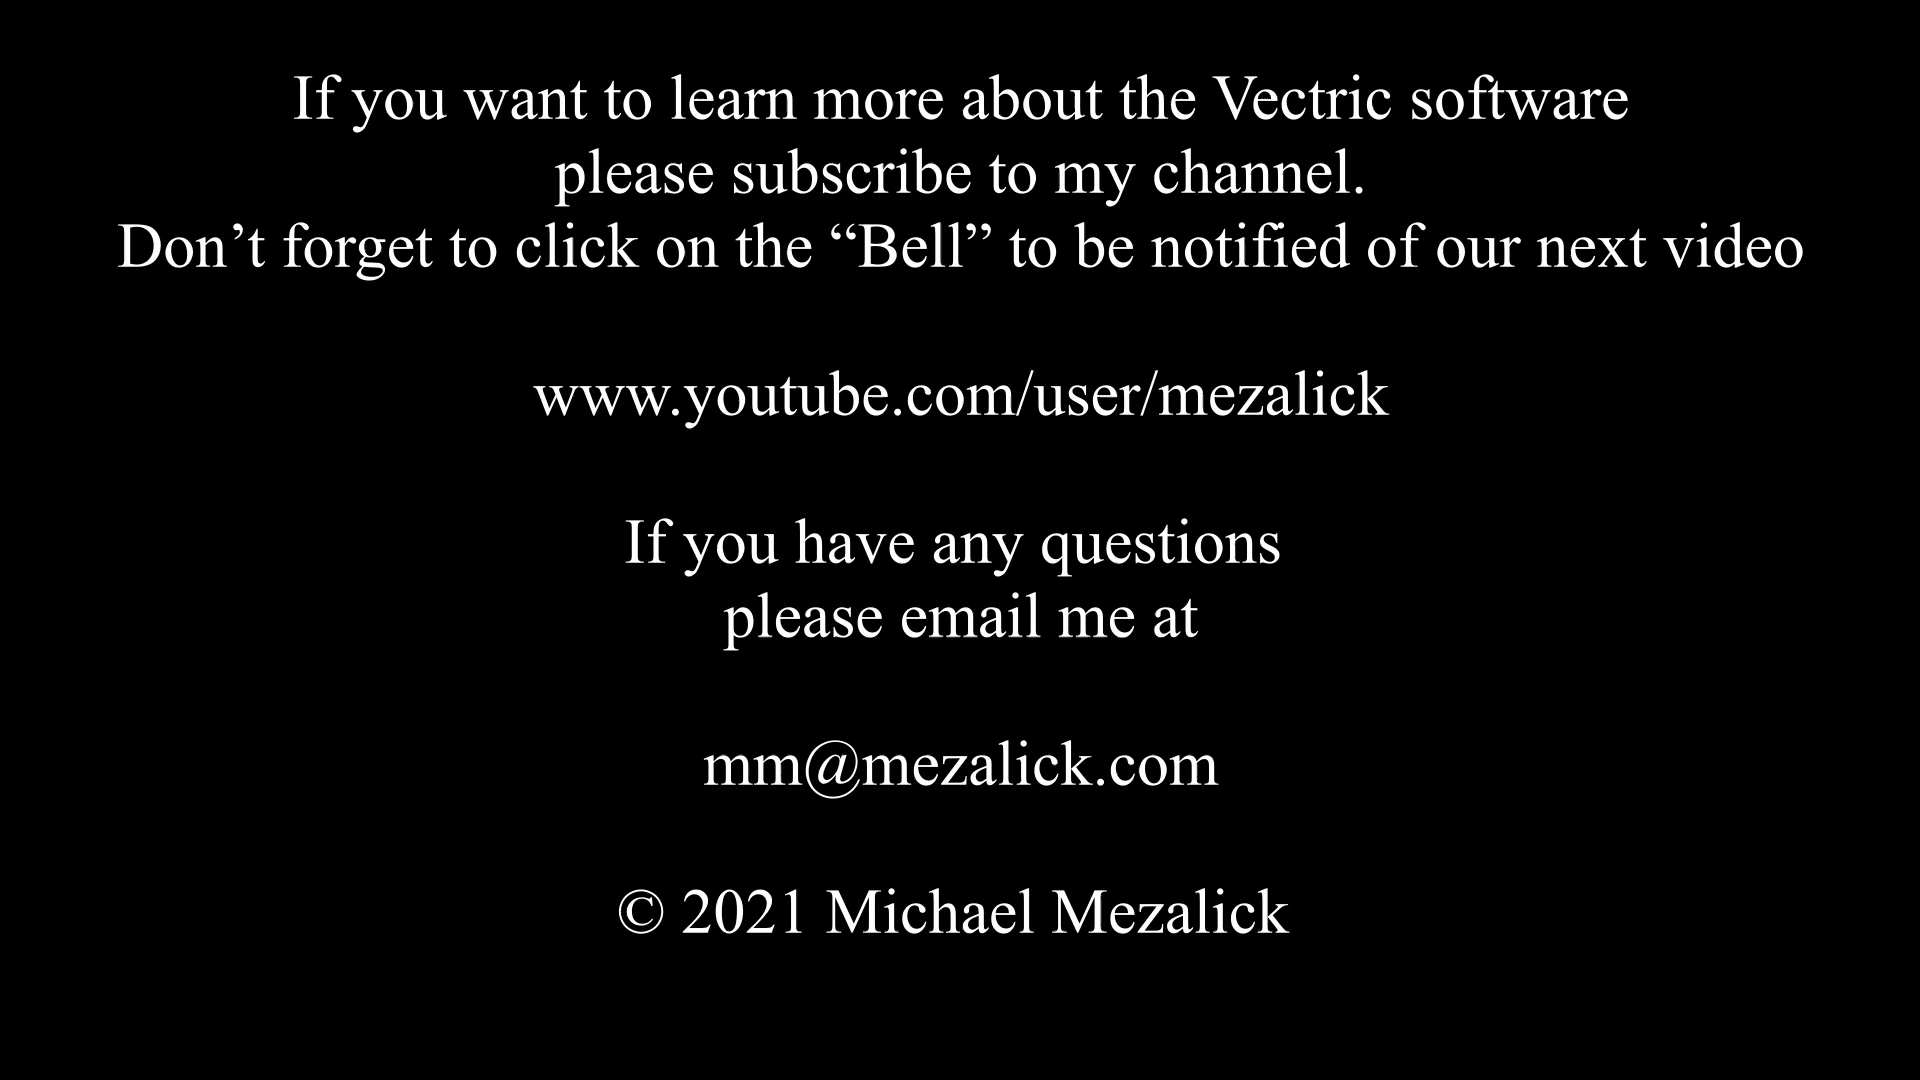 If you want to learn more about the Vectric software
please subscribe to my channel.
Don’t forget to click on the “Bell” to be notified of our next video
www.youtube.com/user/mezalick
If you have any questions
please email me at
mm@mezalick.com
© 2021 Michael Mezalick